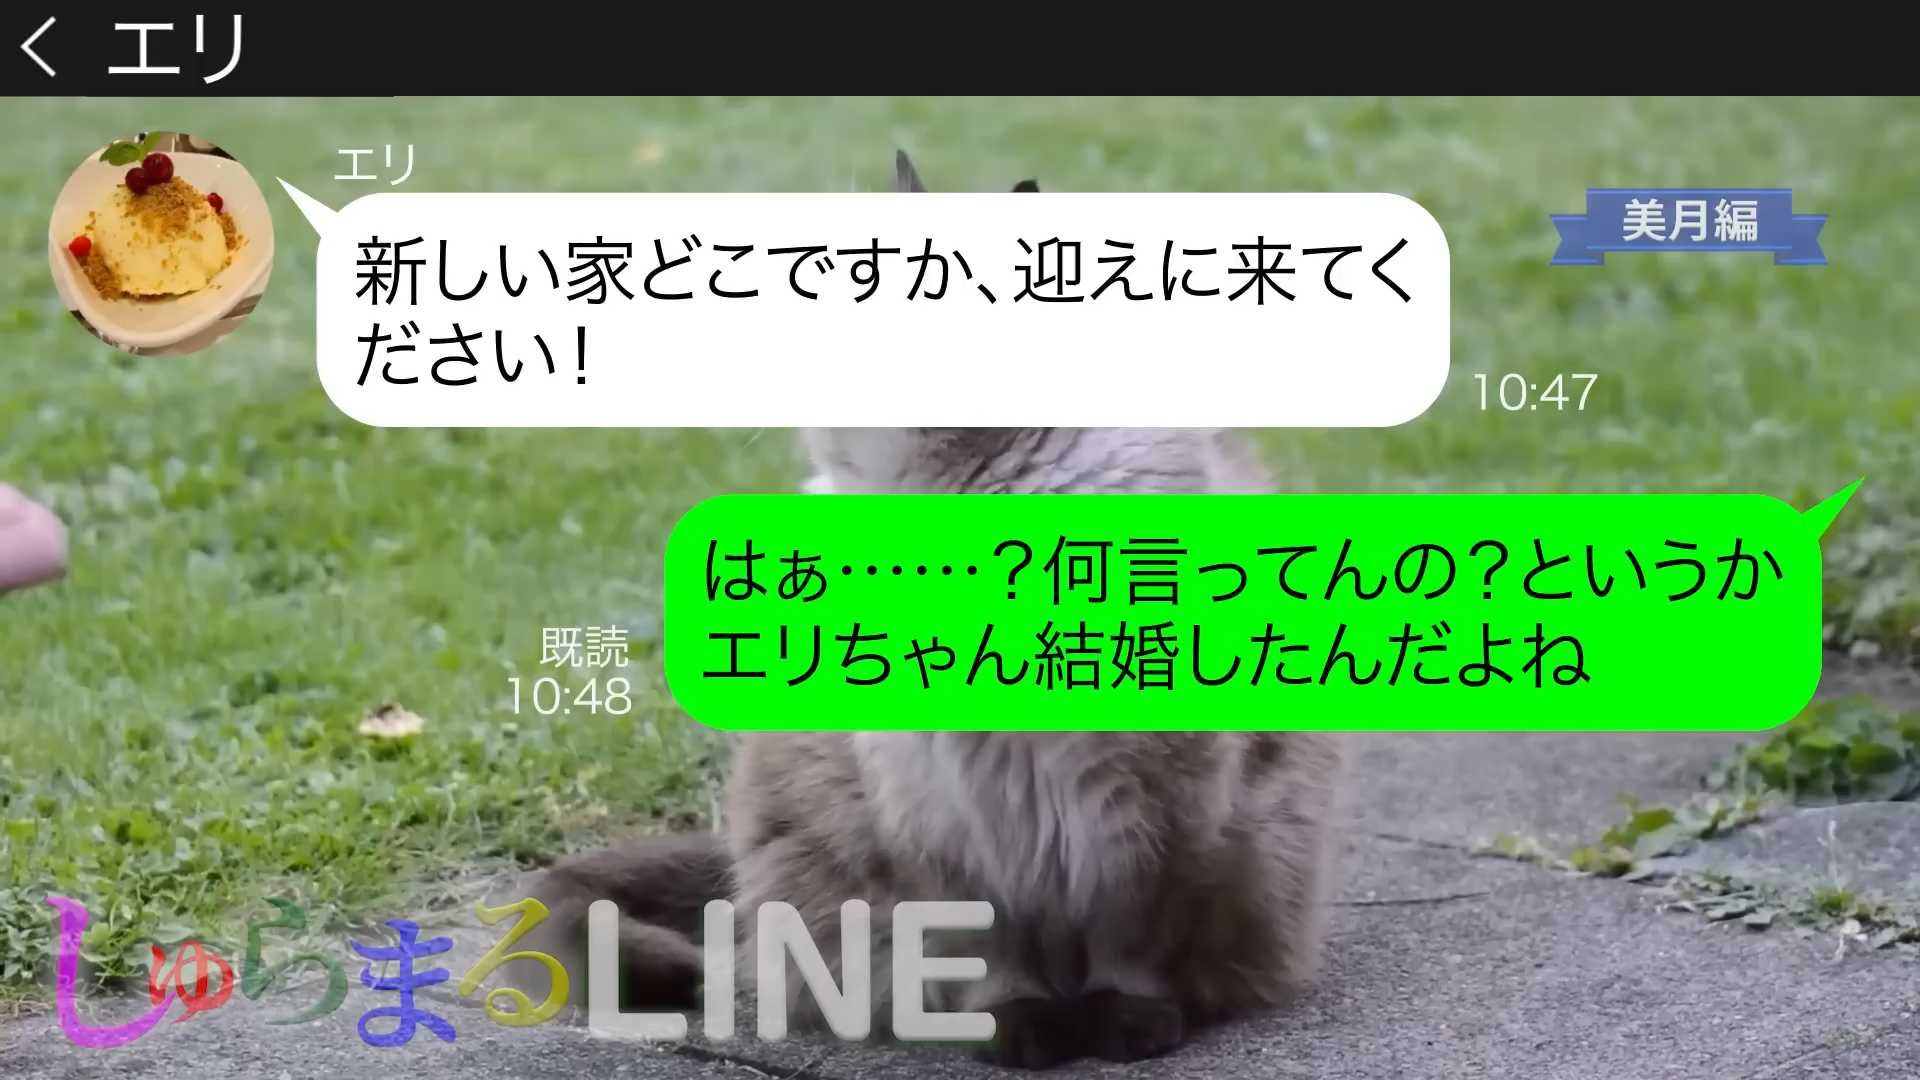 エリ
エリ
美月編
新しい家どこですか、迎えに来てく
ださい！
10:47
はぁ……？何言ってんの？というか
エリちゃん結婚したんだよね
既読
10:48
しゅらまるLINE